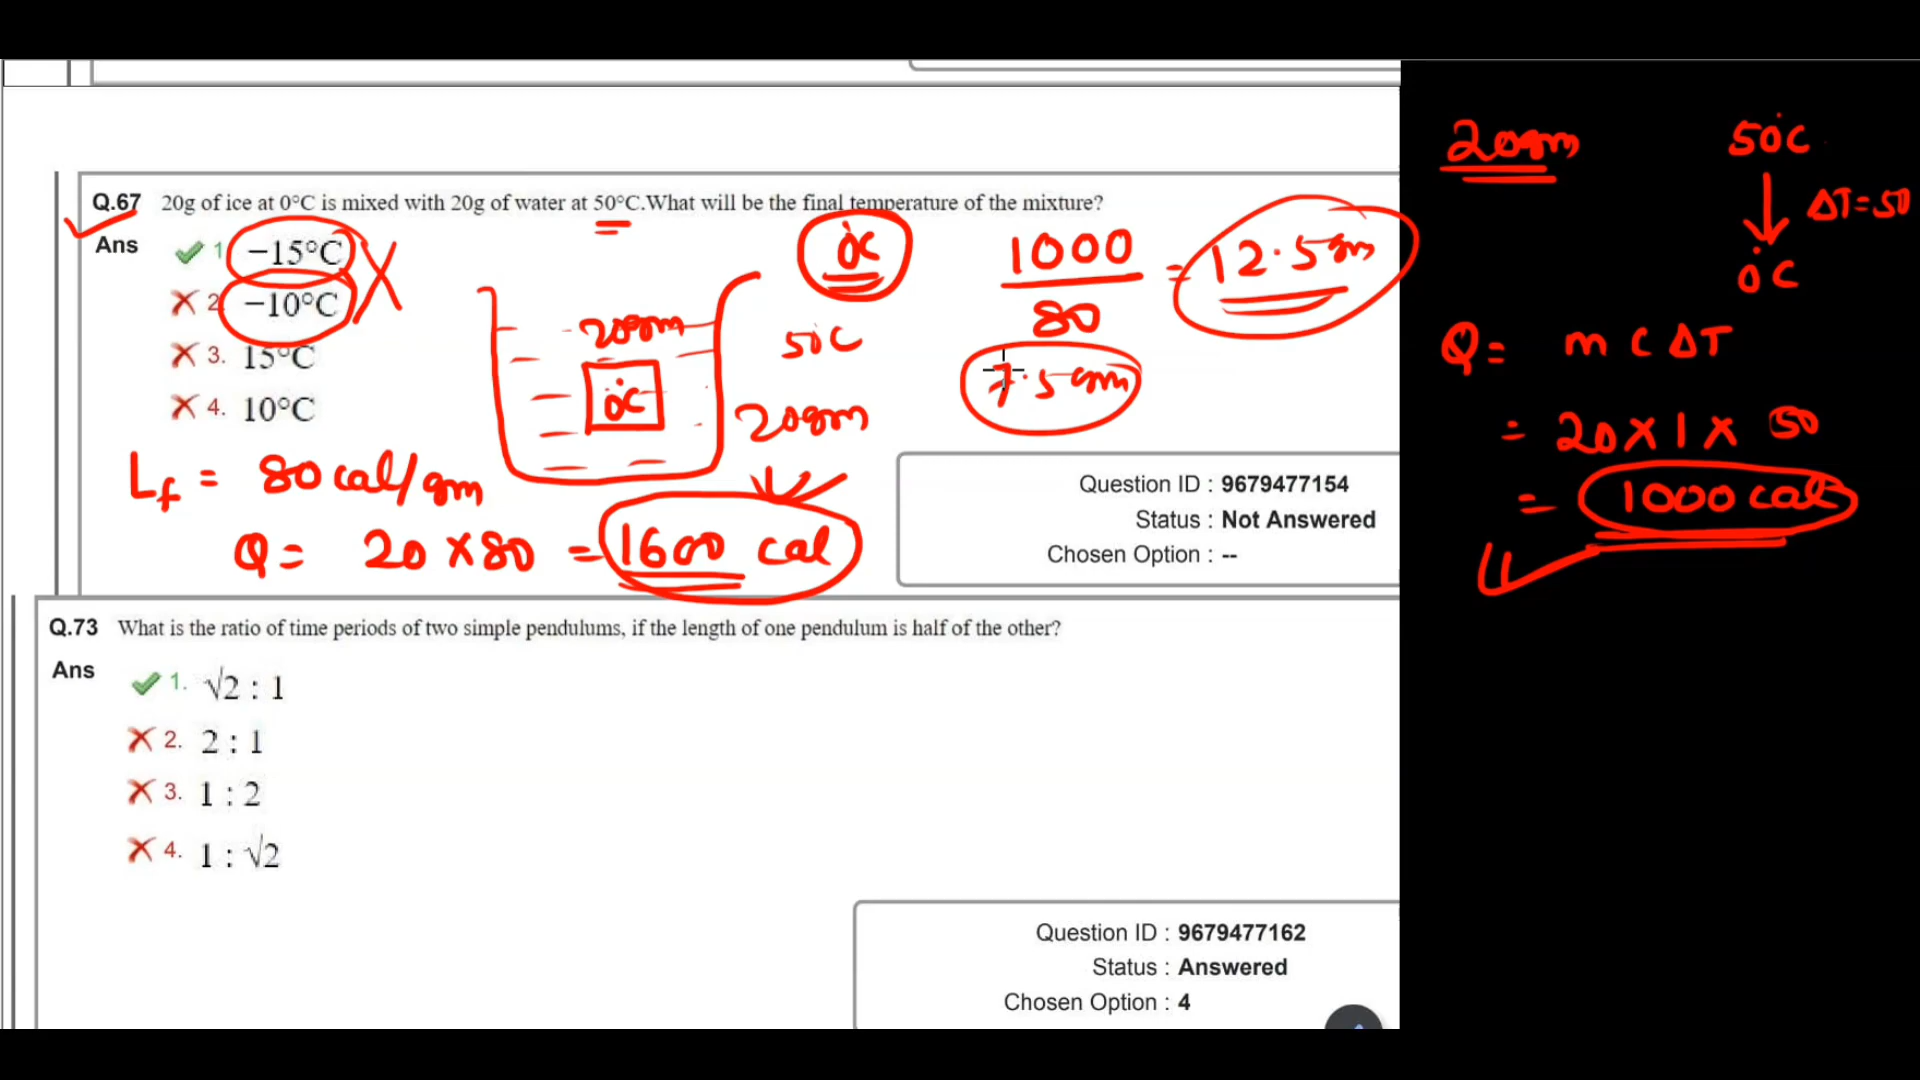 Q.67 20g of ice at 0°C is mixed with 20g of water at 50°C.What will be the final temperature of the mixture?
Ans
1 −15°C
2 −10°C
3. 15°C
4. 10°C
0°C
20gm
0°C
50°C
20gm
1000
80
= 12.5gm
7.5gm
Lf = 80 cal/gm
Q = 20 × 80 = 1600 cal
Question ID : 9679477154
Status : Not Answered
Chosen Option : --
20gm
50°C
ΔT=50
0°C
Q = m C ΔT
= 20 × 1 × 50
= 1000 cal
Q.73 What is the ratio of time periods of two simple pendulums, if the length of one pendulum is half of the other?
Ans
1. √2 : 1
2. 2 : 1
3. 1 : 2
4. 1 : √2
Question ID : 9679477162
Status : Answered
Chosen Option : 4